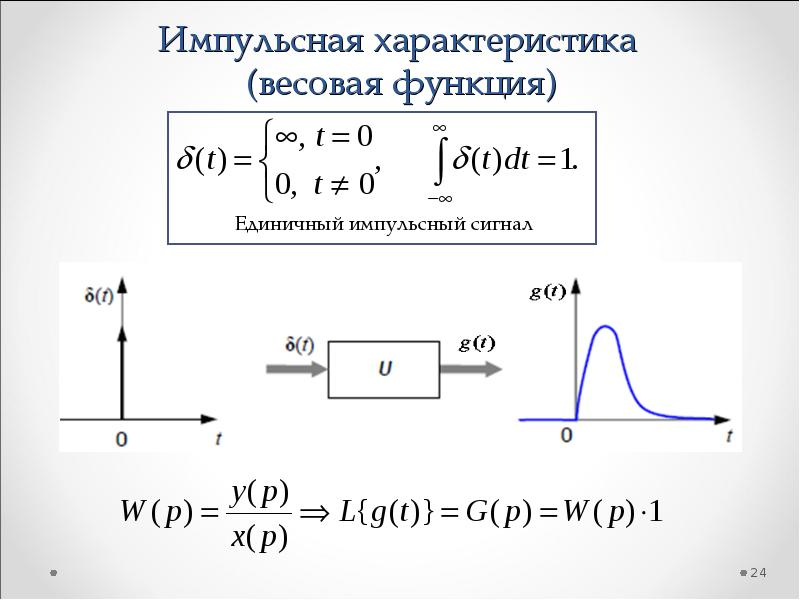 Импульсная характеристика
(весовая функция)
δ(t) = {∞, t = 0
0, t ≠ 0, ∫_{-∞}^{∞} δ(t)dt = 1.
Единичный импульсный сигнал
δ(t)
0
t
δ(t)
U
g(t)
g(t)
0
t
W(p) = y(p)/x(p) ⇒ L{g(t)} = G(p) = W(p)·1
24